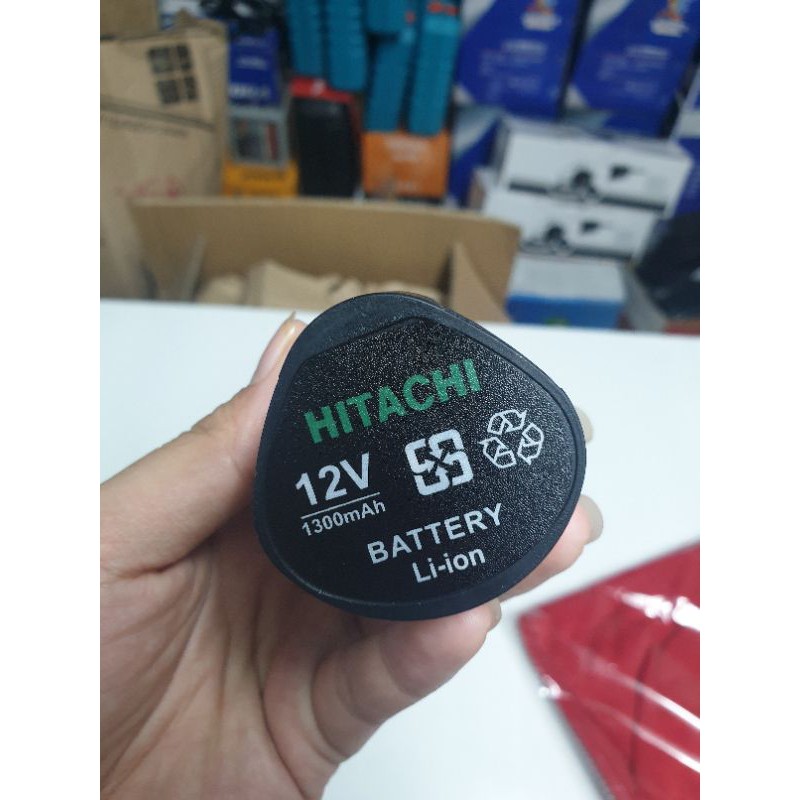 HITACHI
12V
1300mAh
BATTERY
Li-ion